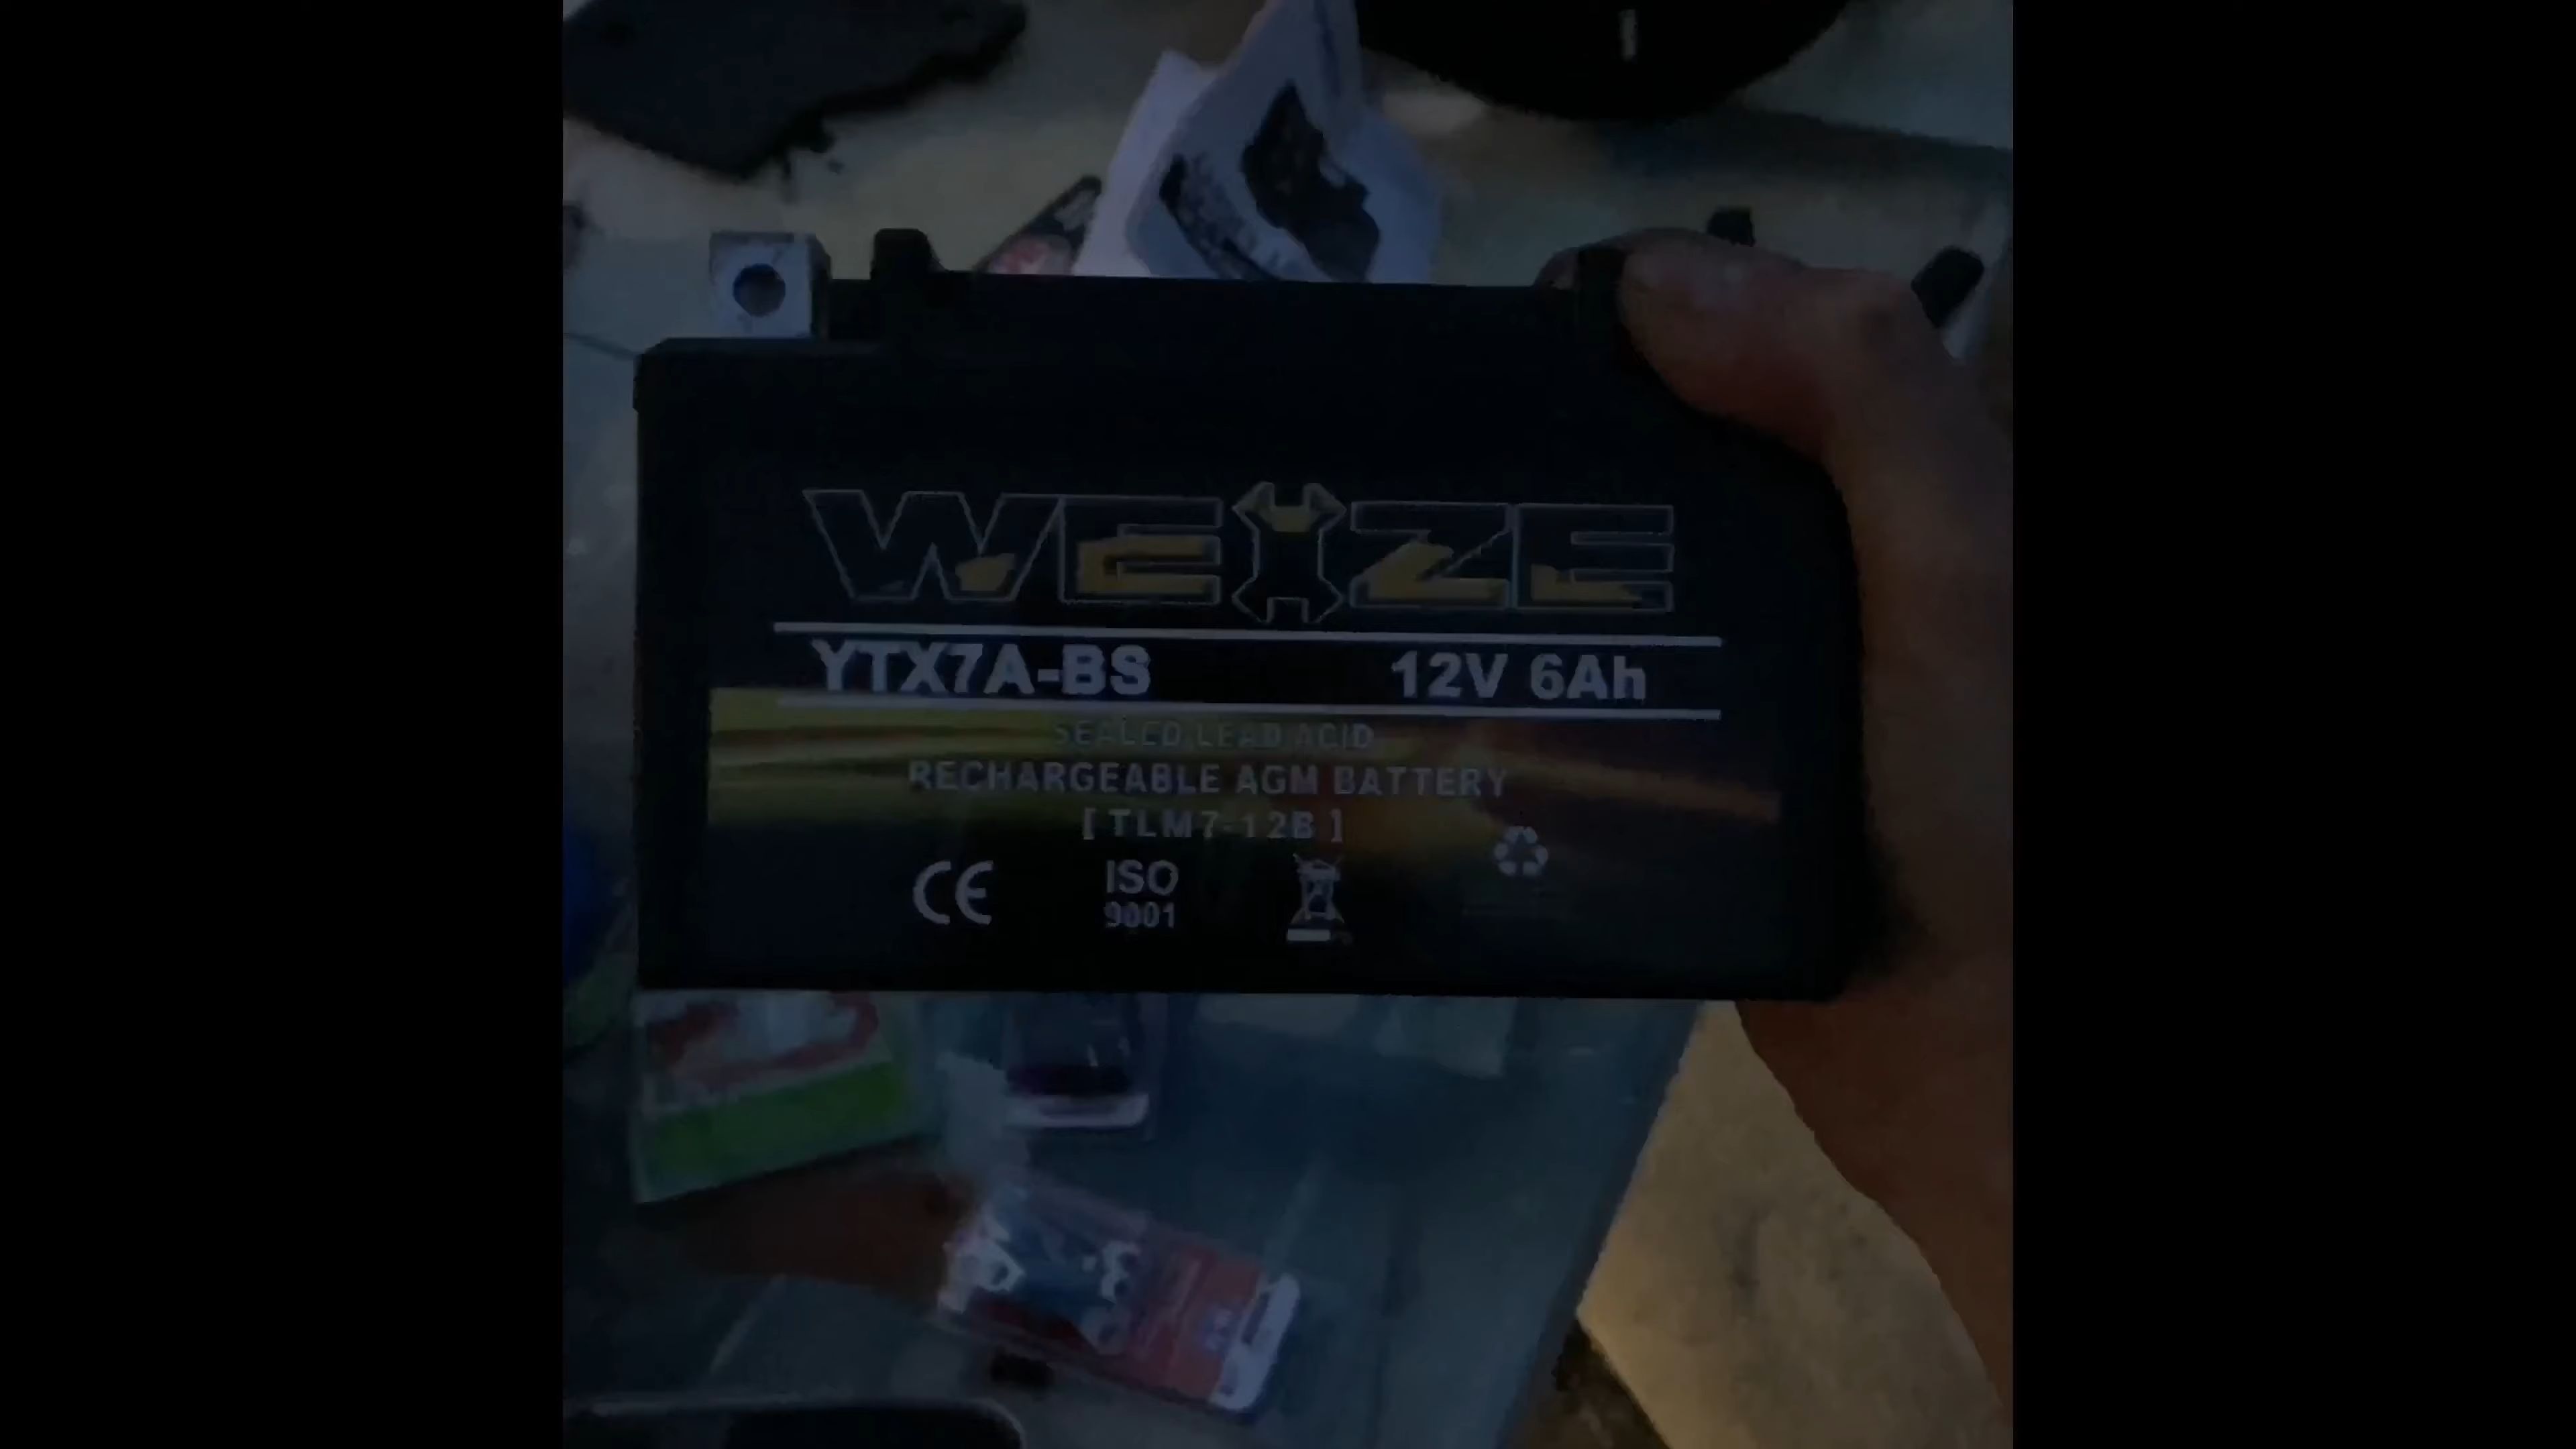 WEIZE
YTX7A-BS 12V 6Ah
SEALED LEAD ACID
RECHARGEABLE AGM BATTERY
[ TLM7-12B ]
CE ISO
9001